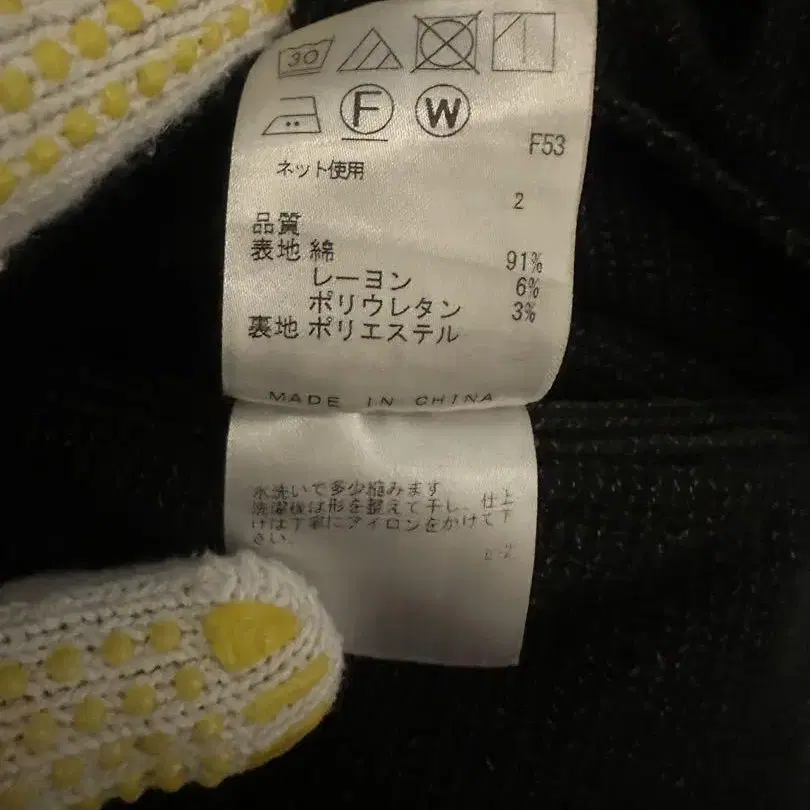 30
F W
F53
ネット使用
2
品質
表地 綿 91%
レーヨン 6%
ポリウレタン 3%
裏地 ポリエステル
MADE IN CHINA
水洗いで多少縮みます
洗濯後は形を整えて干し、仕上
げは丁寧にアイロンをかけて下
さい。